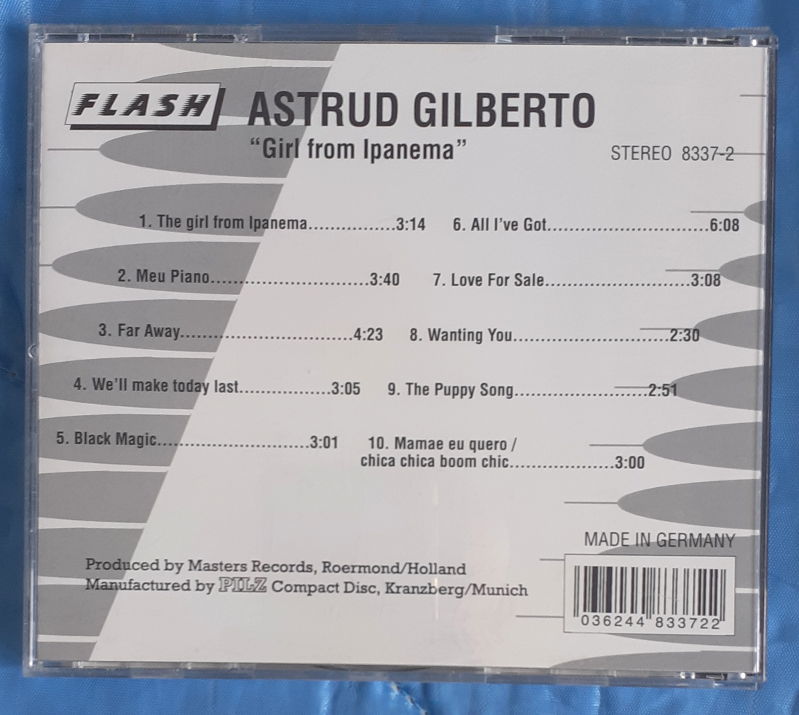 FLASH
ASTRUD GILBERTO
“Girl from Ipanema”
STEREO 8337-2
1. The girl from Ipanema................3:14
2. Meu Piano.............................3:40
3. Far Away................................4:23
4. We'll make today last.................3:05
5. Black Magic............................3:01
6. All I've Got..............................6:08
7. Love For Sale...........................3:08
8. Wanting You.............................2:30
9. The Puppy Song.........................2:51
10. Mamae eu quero /
chica chica boom chic...................3:00
MADE IN GERMANY
Produced by Masters Records, Roermond/Holland
Manufactured by PILZ Compact Disc, Kranzberg/Munich
036244 833722